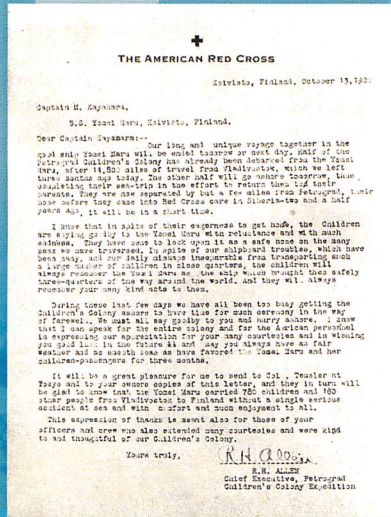 THE AMERICAN RED CROSS
Koivisto, Finland, October 13, 192
Captain M. Kayahara,
S.S. Yomei Maru, Koivisto, Finland.
Dear Captain Kayahara:--
Our long and unique voyage together in the
good ship Yomei Maru will be ended tomorrow or next day. Half of the
Petrograd Children's Colony has already been debarked from the Yomei
Maru, after 14,500 miles of travel from Vladivostok, which we left
three months ago today. The other half will go ashore tomorrow, thus
completing their sea-trip in the effort to return them to their
parents. They are now separated by but a few miles from Petrograd, their
home before they came into Red Cross care in Siberia-two and a half
years ago, it will be in a short time.
I know that in spite of their eagerness to get home, the Children
are saying goodby to the Yomei Maru with reluctance and with much
sadness. They have come to look upon it as a safe home on the many
seas we have traversed. In spite of our shipboard troubles, which have
been many, and our daily mishaps inseparable from transporting such
a large number of children in close quarters, the children will
always remember the Yomei Maru as the ship which brought them safely
three-quarters of the way around the world. And they will always
remember your many kind acts to them.
During these last few days we have all been too busy getting the
Children's Colony ashore to have time for much ceremony in the way
of farewell. We must all say goodby to you and hurry ashore. I know
that I can speak for the entire colony and for the American personnel
in expressing our appreciation for your many courtesies and in wishing
you good luck in the future and may you always have as fair
weather and as smooth seas as have favored the Yomei Maru and her
children-passengers for three months.
It will be a great pleasure for me to send to Col. Teusler at
Tokyo and to your owners copies of this letter, and they in turn will
be glad to know that the Yomei Maru carried 780 children and
other people from Vladivostok to Finland without a single serious
accident at sea and with comfort and much enjoyment to all.
This expression of thanks is meant also for those of your
officers and crew who also extended many courtesies and were kind
to and thoughtful of our Children's Colony.
Yours truly,
R.H. Allen
R.H. ALLEN
Chief Executive, Petrograd
Children's Colony Expedition